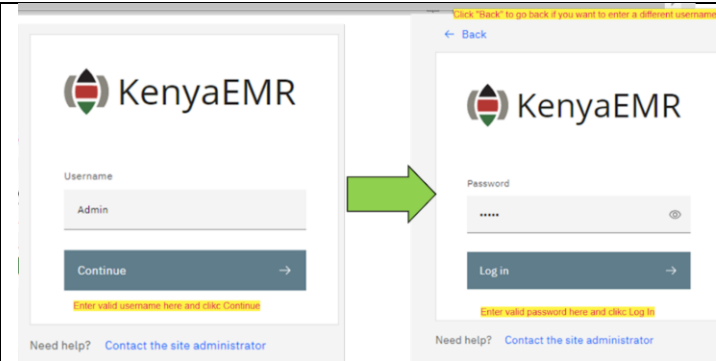 KenyaEMR
Username
Admin
Continue
Enter valid username here and clikc Continue
Need help? Contact the site administrator
Click "Back" to go back if you want to enter a different username
Back
KenyaEMR
Password
•••••
Log in
Enter valid password here and clikc Log In
Need help? Contact the site administrator